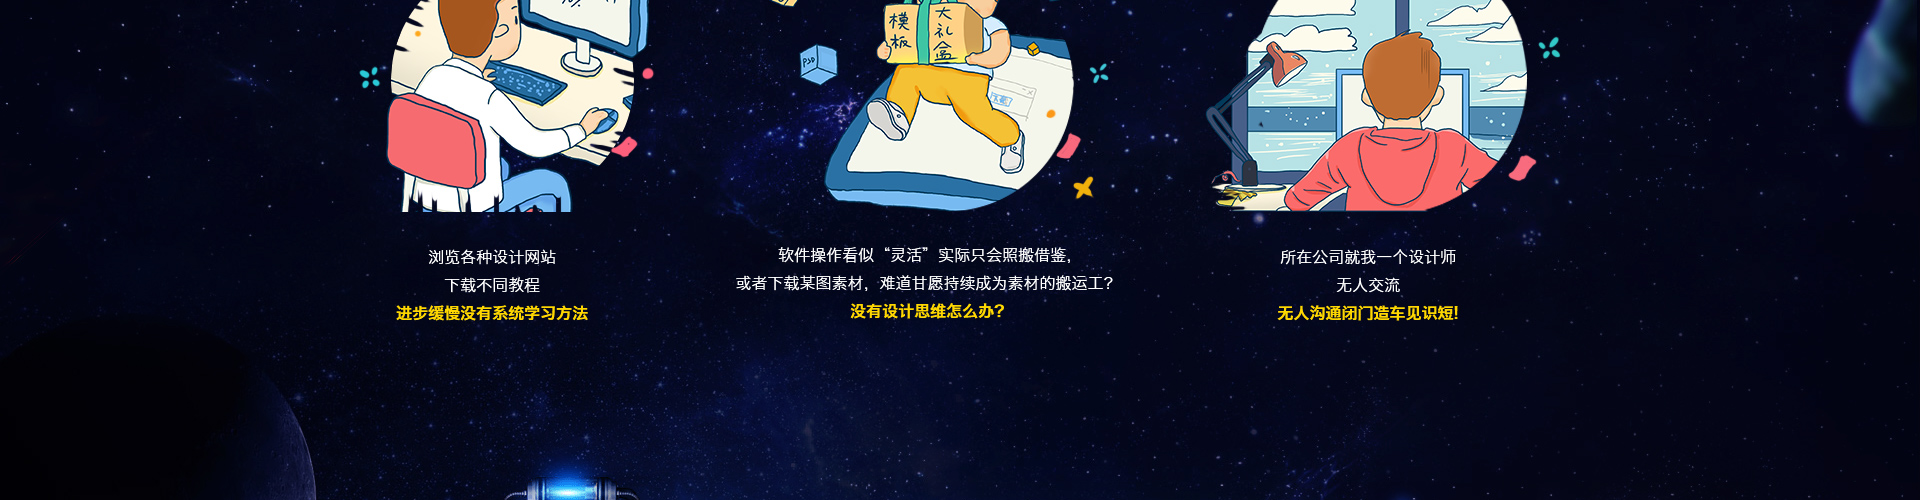 模板
大礼盒
PSD
下载
浏览各种设计网站
下载不同教程
进步缓慢没有系统学习方法
软件操作看似“灵活”实际只会照搬借鉴,
或者下载某图素材，难道甘愿持续成为素材的搬运工?
没有设计思维怎么办?
所在公司就我一个设计师
无人交流
无人沟通闭门造车见识短!